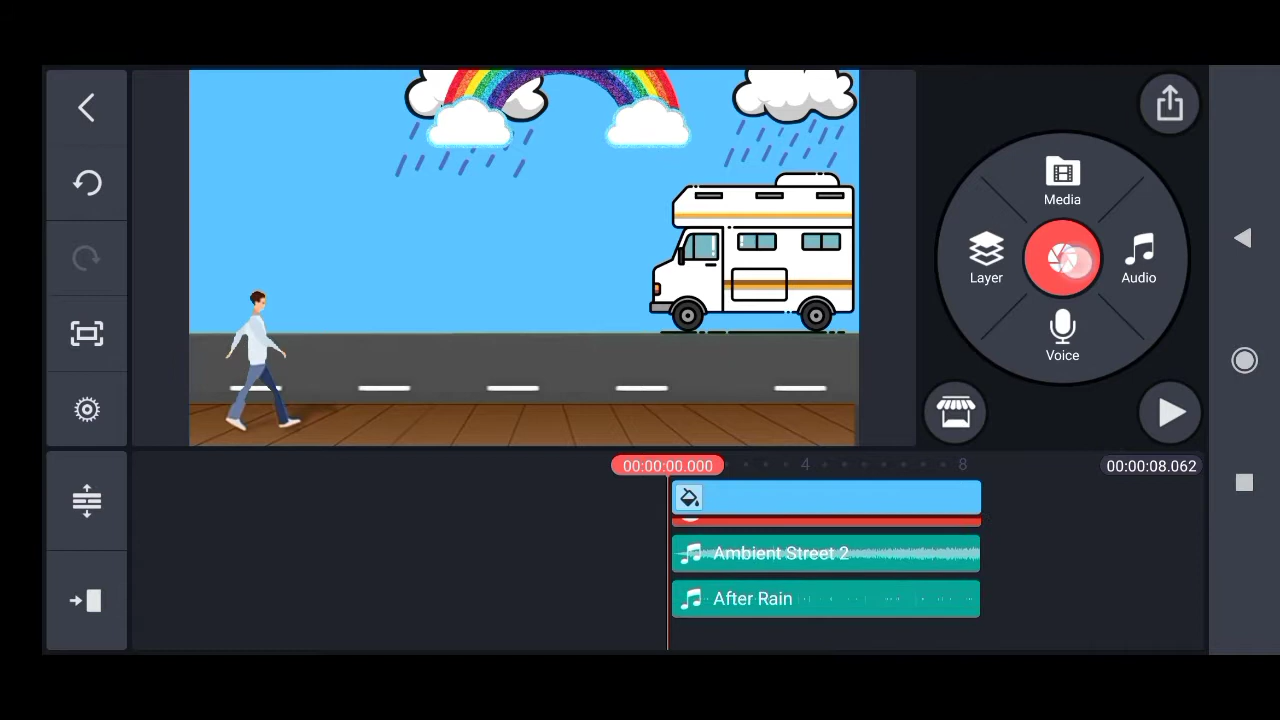 Media
Layer
Audio
Voice
00:00:00.000
4
8
00:00:08.062
Ambient Street 2
After Rain